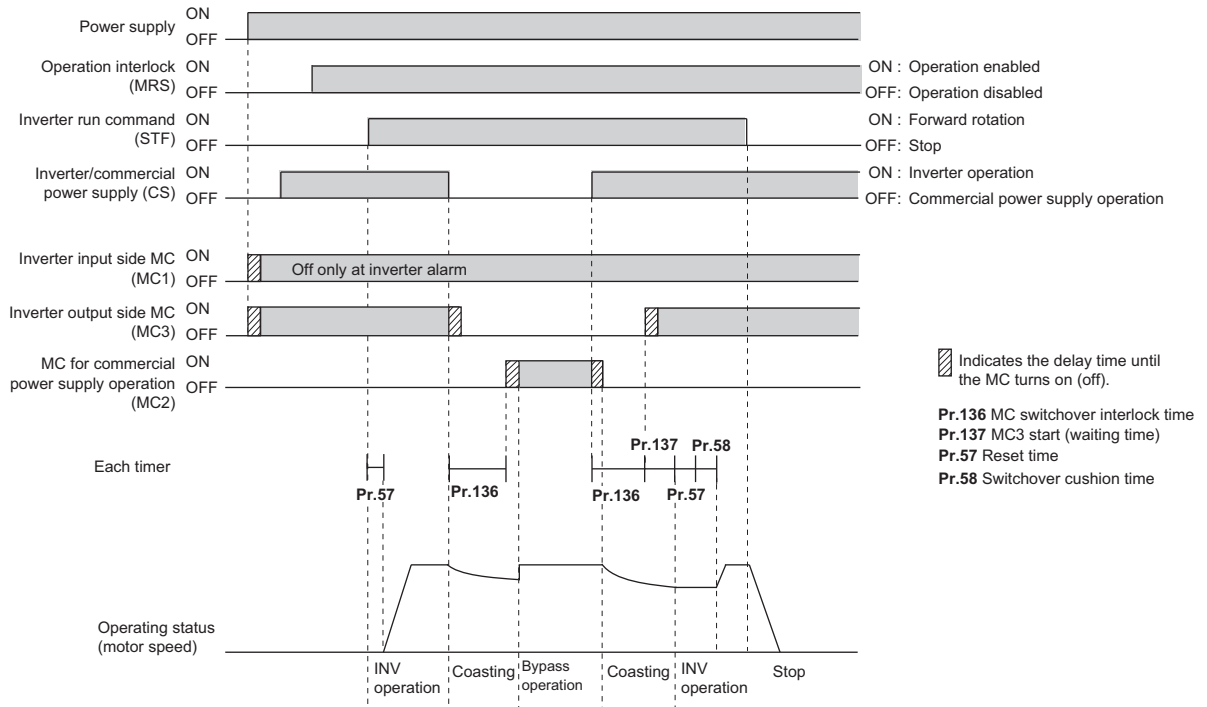 Power supply
ON
OFF
Operation interlock
(MRS)
ON
OFF
ON : Operation enabled
OFF: Operation disabled
Inverter run command
(STF)
ON
OFF
ON : Forward rotation
OFF: Stop
Inverter/commercial
power supply (CS)
ON
OFF
ON : Inverter operation
OFF: Commercial power supply operation
Inverter input side MC
(MC1)
ON
OFF
Off only at inverter alarm
Inverter output side MC
(MC3)
ON
OFF
MC for commercial
power supply operation
(MC2)
ON
OFF
Indicates the delay time until
the MC turns on (off).
Pr.136 MC switchover interlock time
Pr.137 MC3 start (waiting time)
Pr.57 Reset time
Pr.58 Switchover cushion time
Each timer
Pr.137 Pr.58
Pr.57 Pr.136 Pr.136 Pr.57
Operating status
(motor speed)
INV
operation
Coasting
Bypass
operation
Coasting
INV
operation
Stop